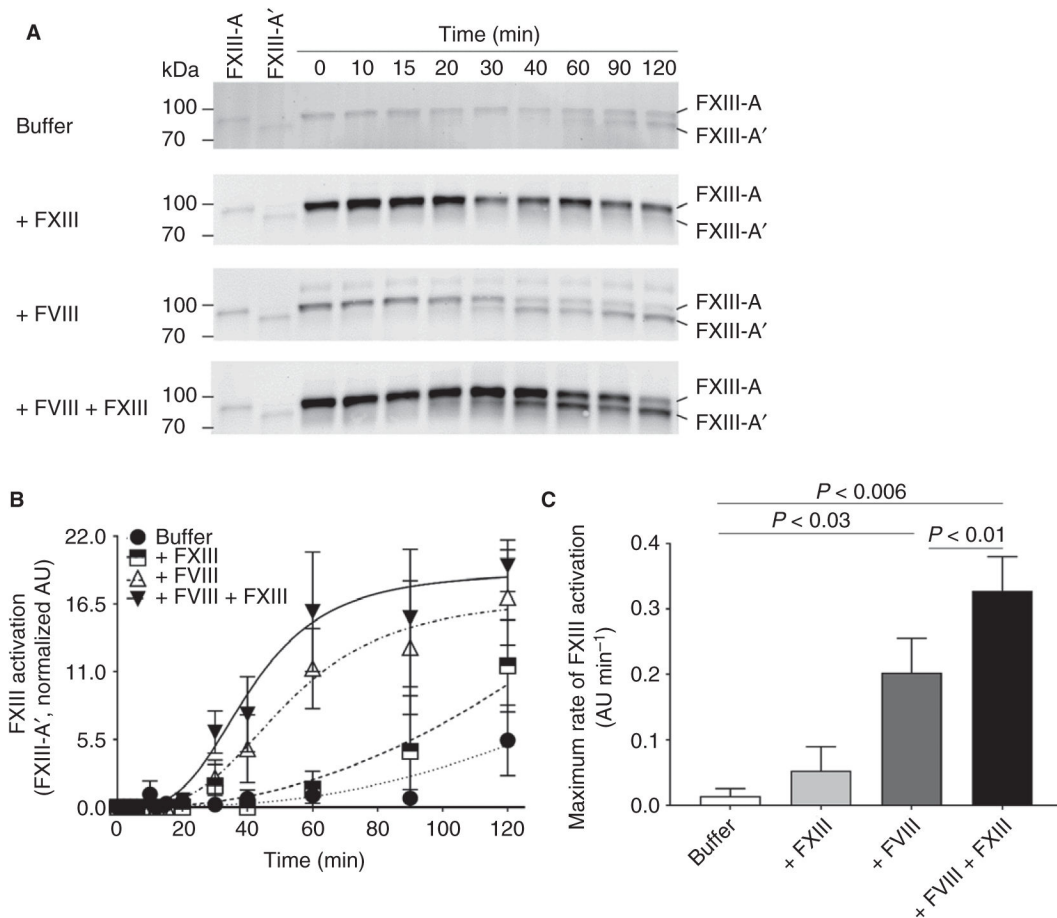 A
FXIII-A
FXIII-A′
Time (min)
kDa
0 10 15 20 30 40 60 90 120
Buffer
100
70
FXIII-A
FXIII-A′
+ FXIII
100
70
FXIII-A
FXIII-A′
+ FVIII
100
70
FXIII-A
FXIII-A′
+ FVIII + FXIII
100
70
FXIII-A
FXIII-A′
B
FXIII activation
(FXIII-A′, normalized AU)
22.0
16.5
11.0
5.5
0.0
Buffer
+ FXIII
+ FVIII
+ FVIII + FXIII
0 20 40 60 80 100 120
Time (min)
C
Maximum rate of FXIII activation
(AU min⁻¹)
P < 0.006
P < 0.03
P < 0.01
0.4
0.3
0.2
0.1
0.0
Buffer
+ FXIII
+ FVIII
+ FVIII + FXIII